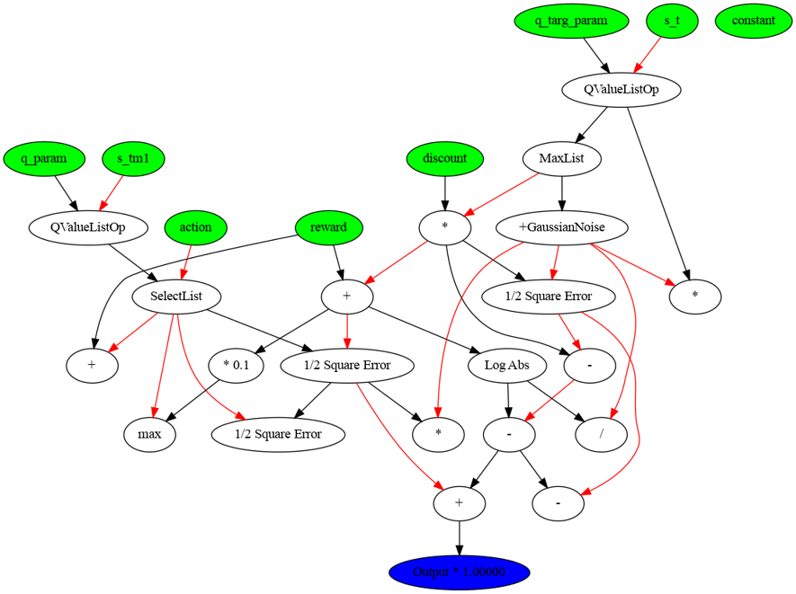 q_targ_param
s_t
constant
QValueListOp
q_param
s_tm1
discount
MaxList
QValueListOp
action
reward
*
+GaussianNoise
SelectList
+
1/2 Square Error
*
+
* 0.1
1/2 Square Error
Log Abs
-
max
1/2 Square Error
*
-
/
+
-
Output * 1.00000